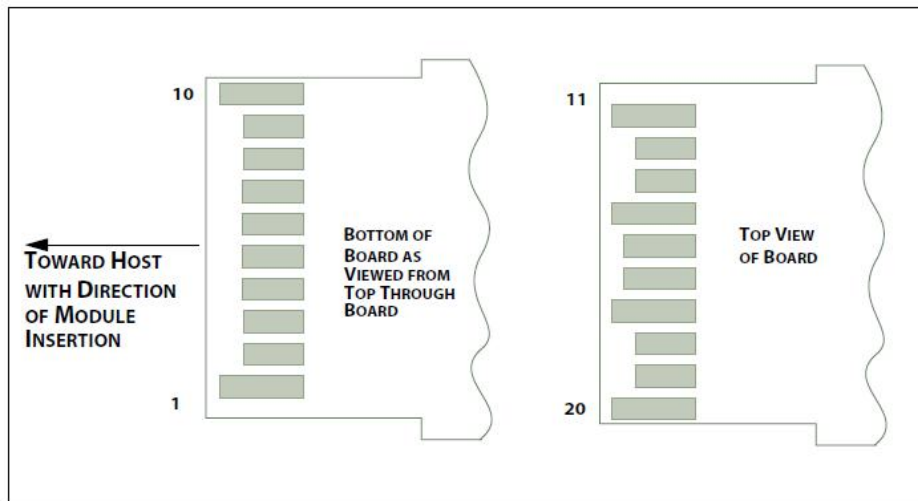 10
1
TOWARD HOST
WITH DIRECTION
OF MODULE
INSERTION
BOTTOM OF
BOARD AS
VIEWED FROM
TOP THROUGH
BOARD
11
20
TOP VIEW
OF BOARD